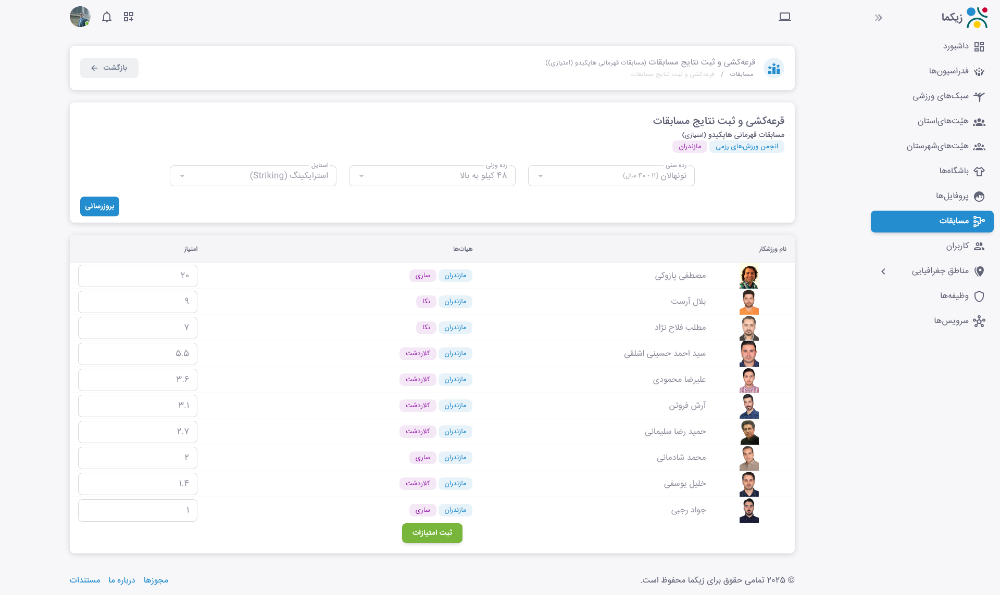 زیکما
داشبورد
فدراسیون‌ها
سبک‌های ورزشی
هیُت‌های‌استان
هیُت‌های‌شهرستان
باشگاه‌ها
پروفایل‌ها
مسابقات
کاربران
مناطق جغرافیایی
وظیفه‌ها
سرویس‌ها
قرعه‌کشی و ثبت نتایج مسابقات (مسابقات قهرمانی هاپکیدو (امتیازی))
مسابقات / قرعه‌کشی و ثبت نتایج مسابقات
بازگشت
قرعه‌کشی و ثبت نتایج مسابقات
مسابقات قهرمانی هاپکیدو (امتیازی)
انجمن ورزش‌های رزمی مازندران
رده سنی رده وزنی استایل
نونهالان (۱۱ - ۴۰ سال) ۴۸ کیلو به بالا استرایکینگ (Striking)
بروزرسانی
نام ورزشکار هیات‌ها امتیاز
مصطفی پازوکی مازندران ساری ۲۰
بلال آرست مازندران نکا ۹
مطلب فلاح نژاد مازندران نکا ۷
سید احمد حسینی اشلقی مازندران کلاردشت ۵.۵
علیرضا محمودی مازندران کلاردشت ۳.۶
آرش فروتن مازندران کلاردشت ۳.۱
حمید رضا سلیمانی مازندران کلاردشت ۲.۷
محمد شادمانی مازندران ساری ۲
خلیل یوسفی مازندران کلاردشت ۱.۴
جواد رجبی مازندران ساری ۱
ثبت امتیازات
© ۲۰۲۵ تمامی حقوق برای زیکما محفوظ است.
مجوزها درباره ما مستندات